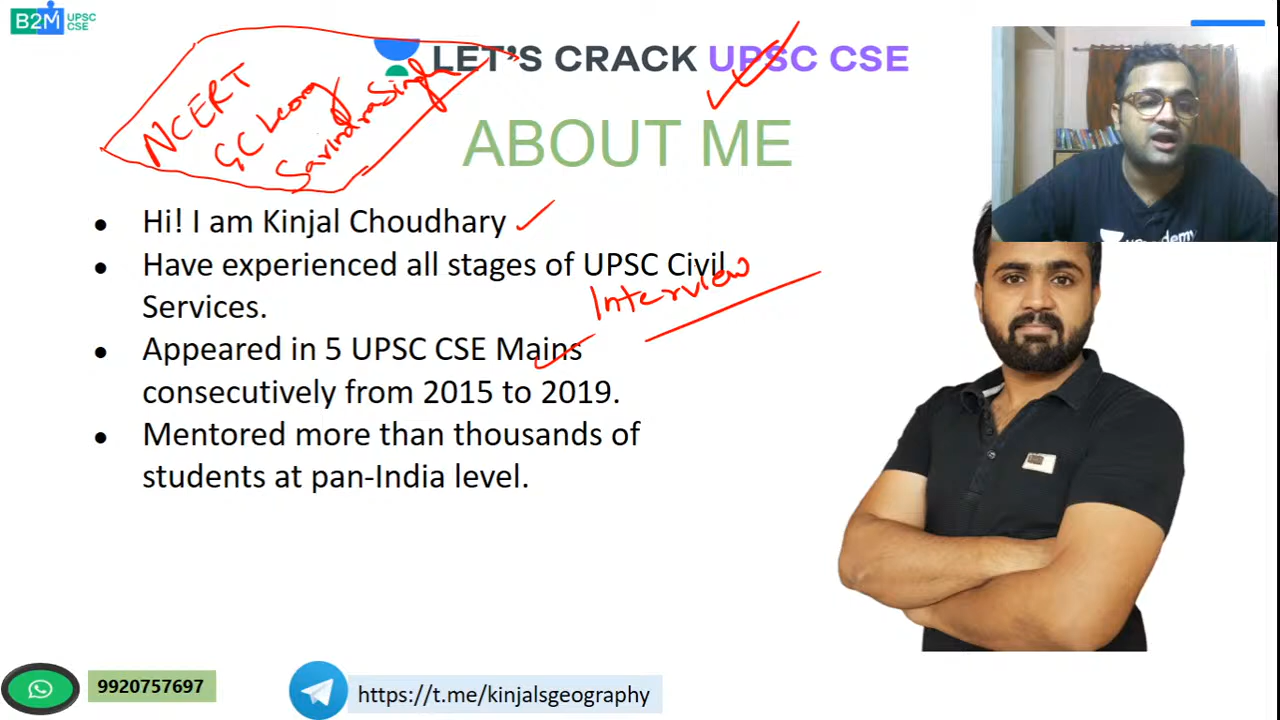 B2M UPSC CSE
LET'S CRACK UPSC CSE
NCERT
GC Leong
Savindra Singh
ABOUT ME
● Hi! I am Kinjal Choudhary
● Have experienced all stages of UPSC Civil
Services.
Interview
● Appeared in 5 UPSC CSE Mains
consecutively from 2015 to 2019.
● Mentored more than thousands of
students at pan-India level.
9920757697
https://t.me/kinjalsgeography